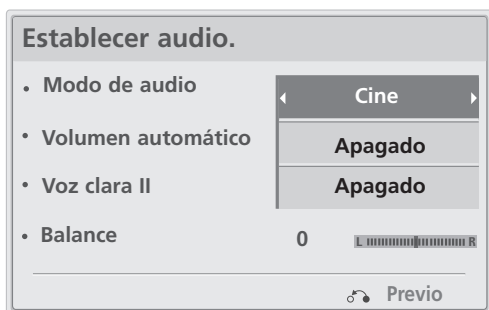 Establecer audio.
• Modo de audio Cine
• Volumen automático Apagado
• Voz clara II Apagado
• Balance 0 L R
Previo